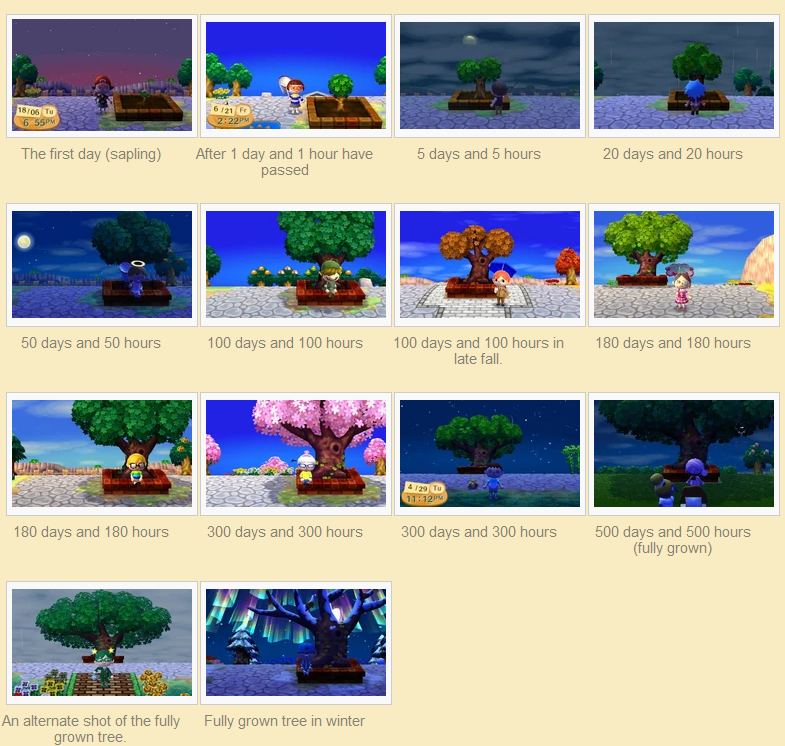 18/06 Tu
6 55PM
6/21 Fr
2:22PM
The first day (sapling)
After 1 day and 1 hour have
passed
5 days and 5 hours
20 days and 20 hours
50 days and 50 hours
100 days and 100 hours
100 days and 100 hours in
late fall.
180 days and 180 hours
4/29 Tu
11:12PM
180 days and 180 hours
300 days and 300 hours
300 days and 300 hours
500 days and 500 hours
(fully grown)
An alternate shot of the fully
grown tree.
Fully grown tree in winter